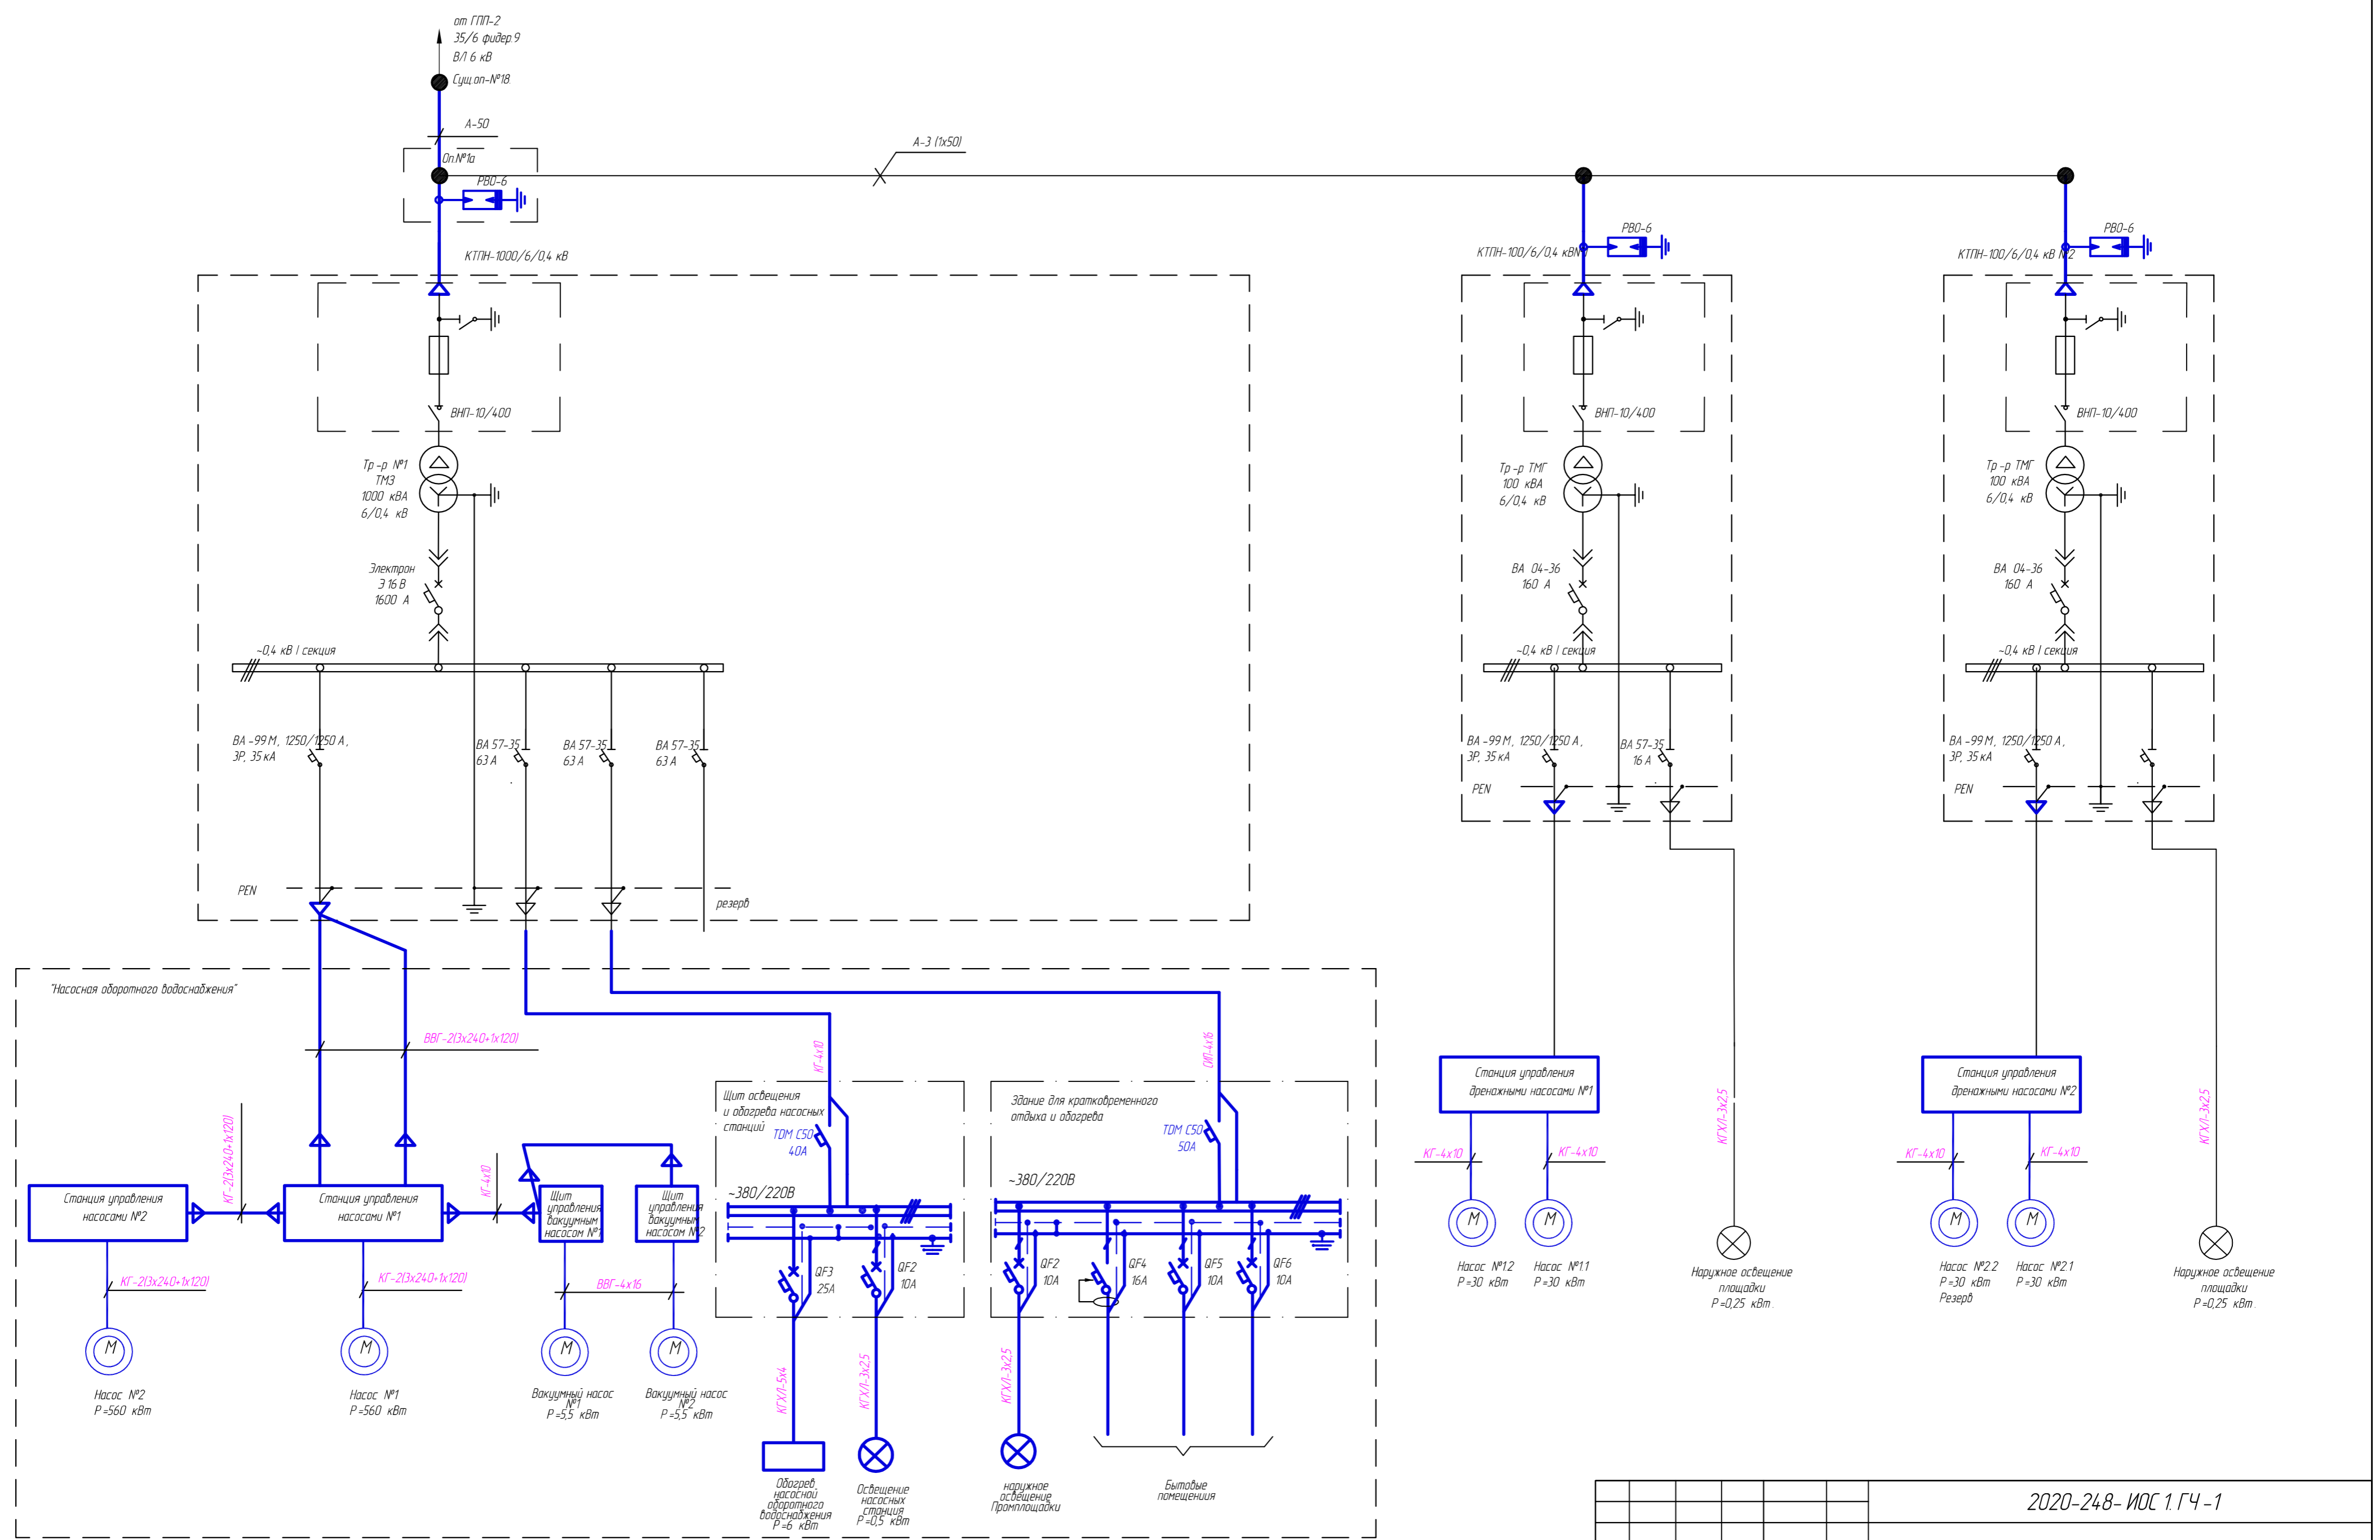 от ГПП-2
35/6 фидер.9
ВЛ 6 кВ
Сущ.оп-№18.
А-50
Оп.№1а
РВО-6
А-3 (1х50)
КТПН-1000/6/0,4 кВ
ВНП-10/400
Тр-р №1
ТМЗ
1000 кВА
6/0,4 кВ
Электрон
Э 16 В
1600 А
~0,4 кВ I секция
ВА -99 М, 1250/1250 А,
3Р, 35 кА
ВА 57-35
63 А
ВА 57-35
63 А
ВА 57-35
63 А
PEN
резерв
РВО-6
КТПН-100/6/0,4 кВ№1
ВНП-10/400
Тр-р ТМГ
100 кВА
6/0,4 кВ
ВА 04-36
160 А
~0,4 кВ I секция
ВА -99 М, 1250/1250 А,
3Р, 35 кА
ВА 57-35
16 А
PEN
РВО-6
КТПН-100/6/0,4 кВ №2
ВНП-10/400
Тр-р ТМГ
100 кВА
6/0,4 кВ
ВА 04-36
160 А
~0,4 кВ I секция
ВА -99 М, 1250/1250 А,
3Р, 35 кА
PEN
"Насосная оборотного водоснабжения"
ВВГ-2(3х240+1х120)
КГ-2(3х240+1х120)
КГ-4х10
Станция управления
насосами №2
Станция управления
насосами №1
Щит
управления
вакуумным
насосом №1
Щит
управления
вакуумным
насосом №2
КГ-2(3х240+1х120)
КГ-2(3х240+1х120)
ВВГ-4х16
М
М
М
М
Насос №2
Р =560 кВт
Насос №1
Р =560 кВт
Вакуумный насос
№1
Р =5,5 кВт
Вакуумный насос
№2
Р =5,5 кВт
КГ-4х10
Щит освещения
и обогрева насосных
станций
TDM C50
40А
~380/220В
QF3
25А
QF2
10А
КГХЛ-5х4
КГХЛ-3х2,5
Обогрев
насосной
оборотного
водоснабжения
Р =6 кВт
Освещение
насосных
станция
Р =0,5 кВт
СИП-4х16
Здание для кратковременного
отдыха и обогрева
TDM C50
50А
~380/220В
QF2
10А
QF4
16А
QF5
10А
QF6
10А
КГХЛ-3х2,5
наружное
освещение
Промплощадки
Бытовые
помещениия
Станция управления
дренажными насосами №1
КГ-4х10
КГ-4х10
КГХЛ-3х2,5
М
М
Насос №1.2
Р =30 кВт
Насос №1.1
Р =30 кВт
Наружное освещение
площадки
Р =0,25 кВт.
Станция управления
дренажными насосами №2
КГ-4х10
КГ-4х10
КГХЛ-3х2,5
М
М
Насос №2.2
Р =30 кВт
Резерв
Насос №2.1
Р =30 кВт
Наружное освещение
площадки
Р =0,25 кВт.
2020-248-ИОС 1. ГЧ -1